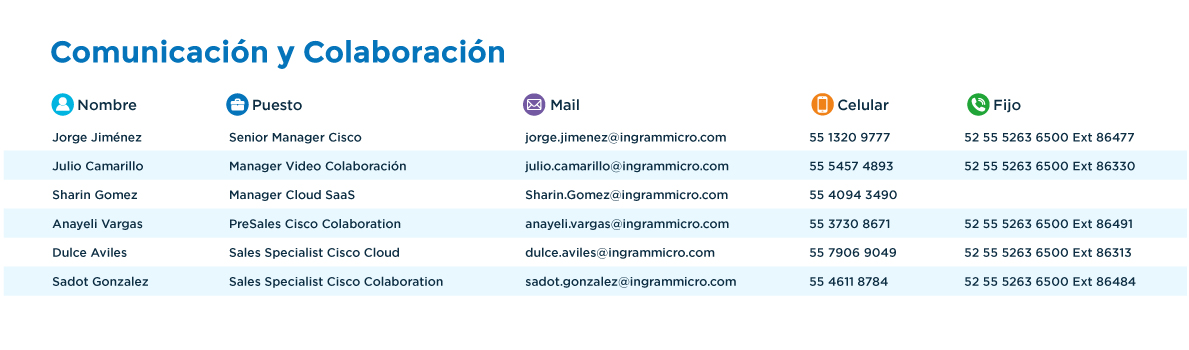 Comunicación y Colaboración
Nombre Puesto Mail Celular Fijo
Jorge Jiménez Senior Manager Cisco jorge.jimenez@ingrammicro.com 55 1320 9777 52 55 5263 6500 Ext 86477
Julio Camarillo Manager Video Colaboración julio.camarillo@ingrammicro.com 55 5457 4893 52 55 5263 6500 Ext 86330
Sharin Gomez Manager Cloud SaaS Sharin.Gomez@ingrammicro.com 55 4094 3490
Anayeli Vargas PreSales Cisco Colaboration anayeli.vargas@ingrammicro.com 55 3730 8671 52 55 5263 6500 Ext 86491
Dulce Aviles Sales Specialist Cisco Cloud dulce.aviles@ingrammicro.com 55 7906 9049 52 55 5263 6500 Ext 86313
Sadot Gonzalez Sales Specialist Cisco Colaboration sadot.gonzalez@ingrammicro.com 55 4611 8784 52 55 5263 6500 Ext 86484